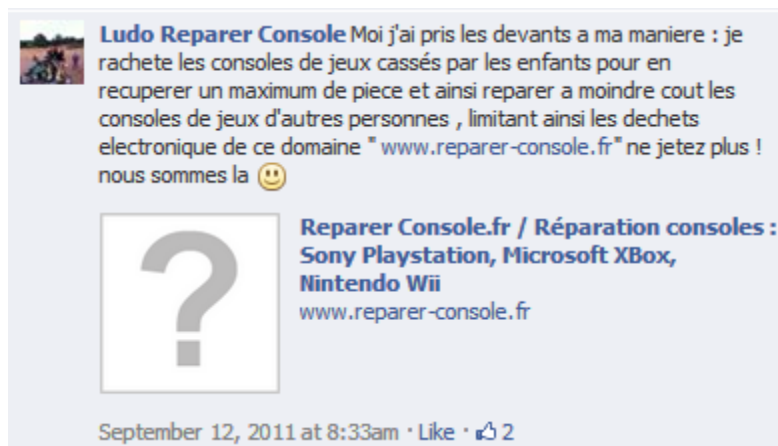 Ludo Reparer Console Moi j'ai pris les devants a ma maniere : je
rachete les consoles de jeux cassés par les enfants pour en
recuperer un maximum de piece et ainsi reparer a moindre cout les
consoles de jeux d'autres personnes , limitant ainsi les dechets
electronique de ce domaine " www.reparer-console.fr" ne jetez plus !
nous sommes la
?
Reparer Console.fr / Réparation consoles :
Sony Playstation, Microsoft XBox,
Nintendo Wii
www.reparer-console.fr
September 12, 2011 at 8:33am · Like · 2